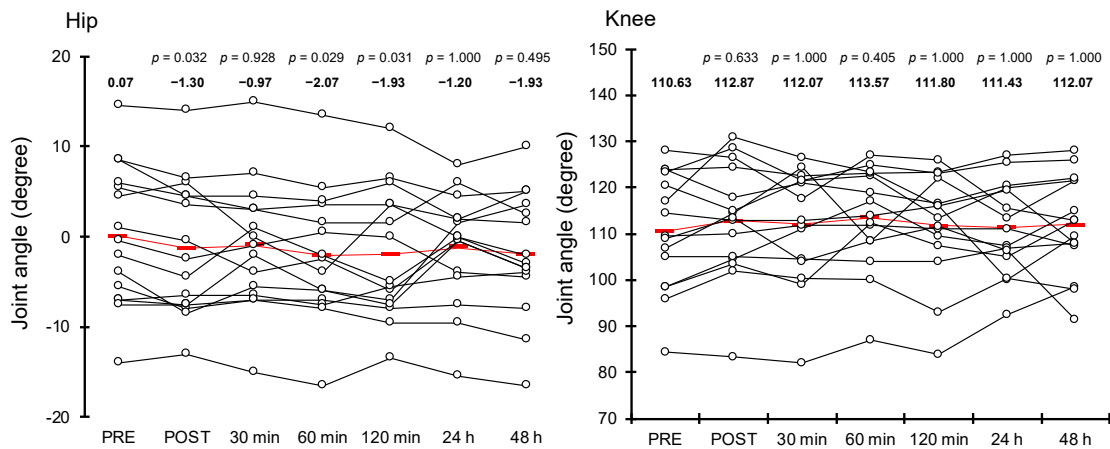 Hip
20
10
0
-10
-20
Joint angle (degree)
p = 0.032 p = 0.928 p = 0.029 p = 0.031 p = 1.000 p = 0.495
0.07 −1.30 −0.97 −2.07 −1.93 −1.20 −1.93
PRE POST 30 min 60 min 120 min 24 h 48 h
Knee
150
140
130
120
110
100
90
80
70
Joint angle (degree)
p = 0.633 p = 1.000 p = 0.405 p = 1.000 p = 1.000 p = 1.000
110.63 112.87 112.07 113.57 111.80 111.43 112.07
PRE POST 30 min 60 min 120 min 24 h 48 h